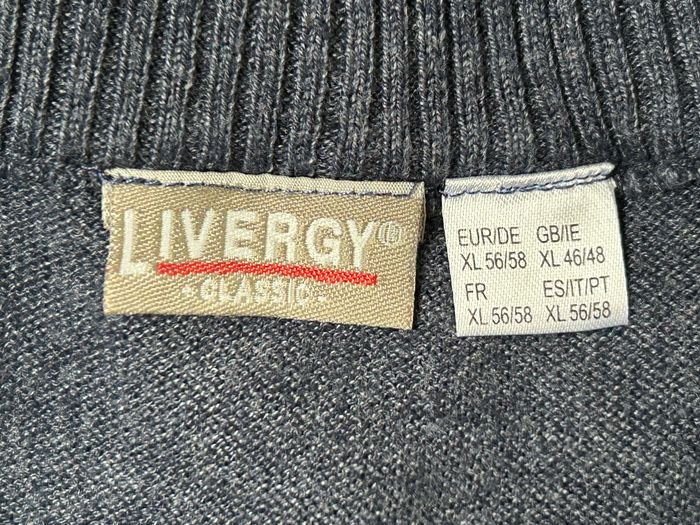 LIVERGY®
- CLASSIC -
EUR/DE GB/IE
XL 56/58 XL 46/48
FR ES/IT/PT
XL 56/58 XL 56/58